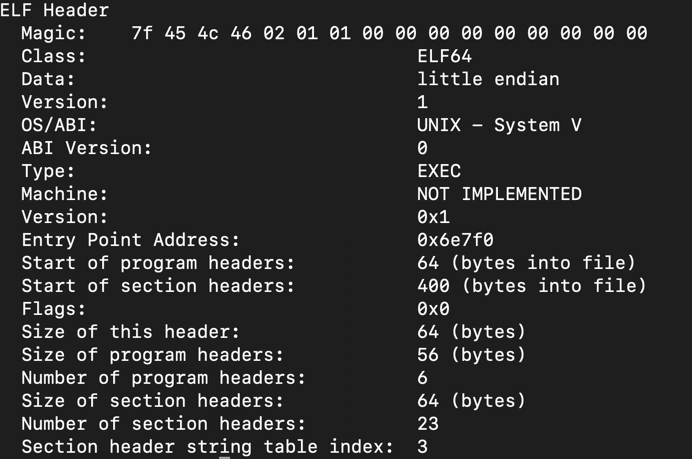 ELF Header
Magic: 7f 45 4c 46 02 01 01 00 00 00 00 00 00 00 00 00
Class: ELF64
Data: little endian
Version: 1
OS/ABI: UNIX – System V
ABI Version: 0
Type: EXEC
Machine: NOT IMPLEMENTED
Version: 0x1
Entry Point Address: 0x6e7f0
Start of program headers: 64 (bytes into file)
Start of section headers: 400 (bytes into file)
Flags: 0x0
Size of this header: 64 (bytes)
Size of program headers: 56 (bytes)
Number of program headers: 6
Size of section headers: 64 (bytes)
Number of section headers: 23
Section header string table index: 3